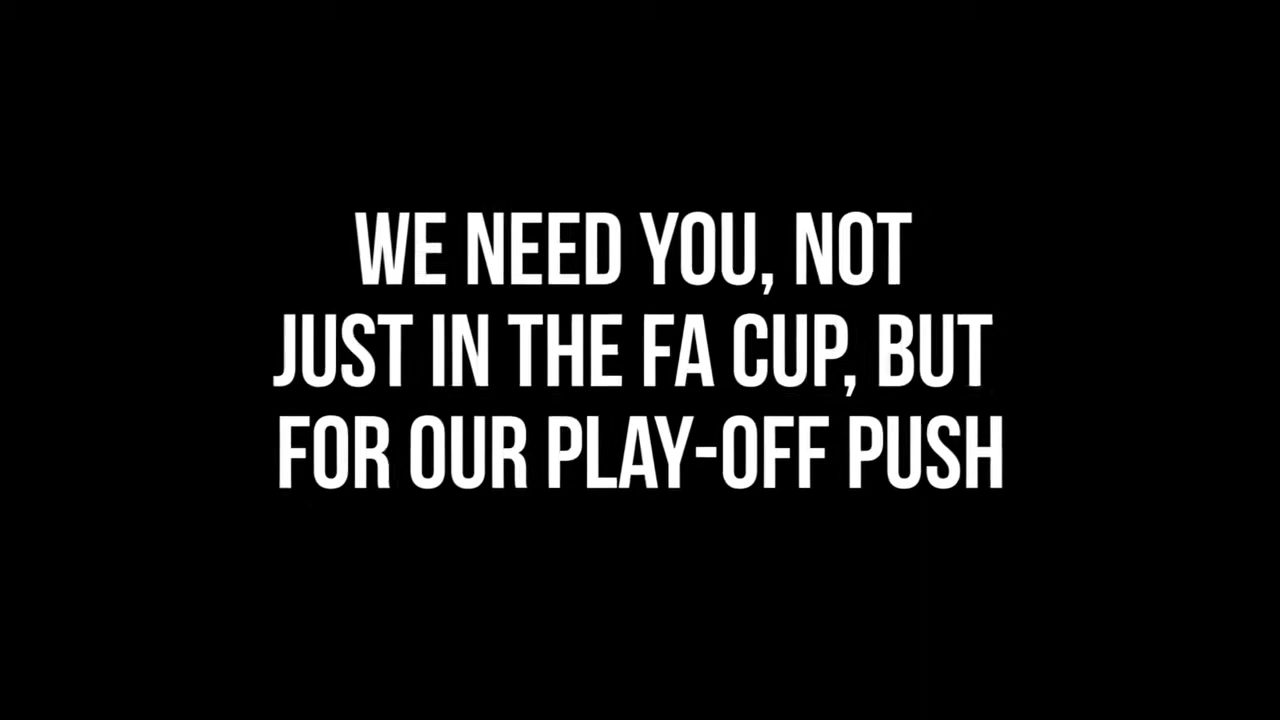 WE NEED YOU, NOT
JUST IN THE FA CUP, BUT
FOR OUR PLAY-OFF PUSH